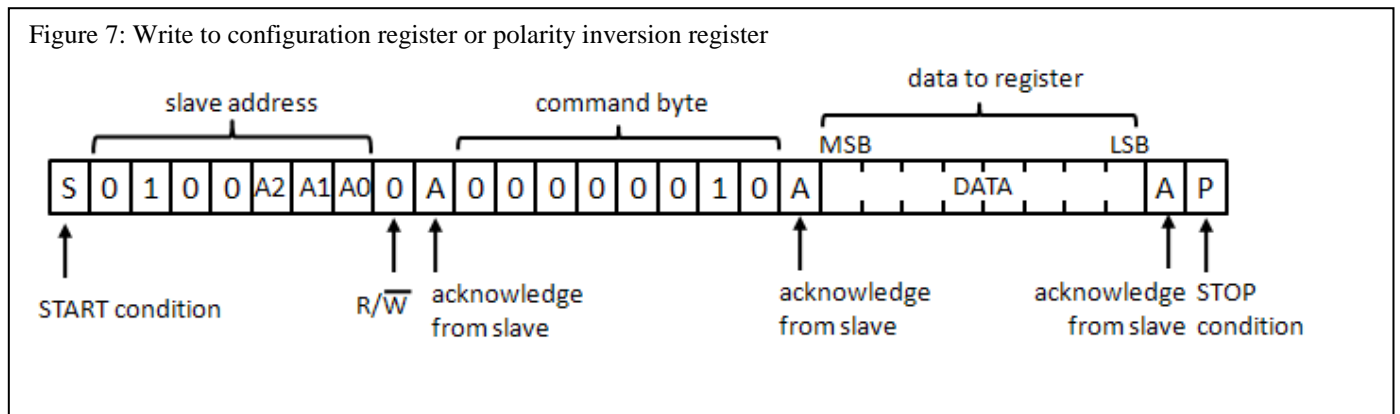 Figure 7: Write to configuration register or polarity inversion register
data to register
slave address
command byte
MSB
LSB
S 0 1 0 0 A2 A1 A0 0 A 0 0 0 0 0 0 1 0 A DATA A P
START condition
R/W̅
acknowledge
from slave
acknowledge
from slave
acknowledge
from slave
STOP
condition